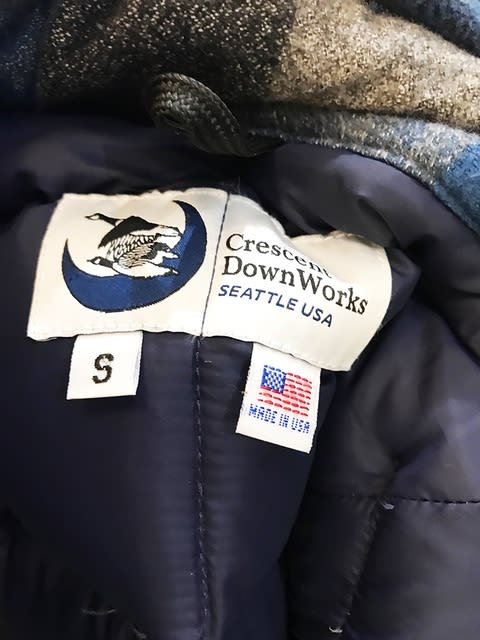 Crescent
DownWorks
SEATTLE USA
S
MADE IN USA